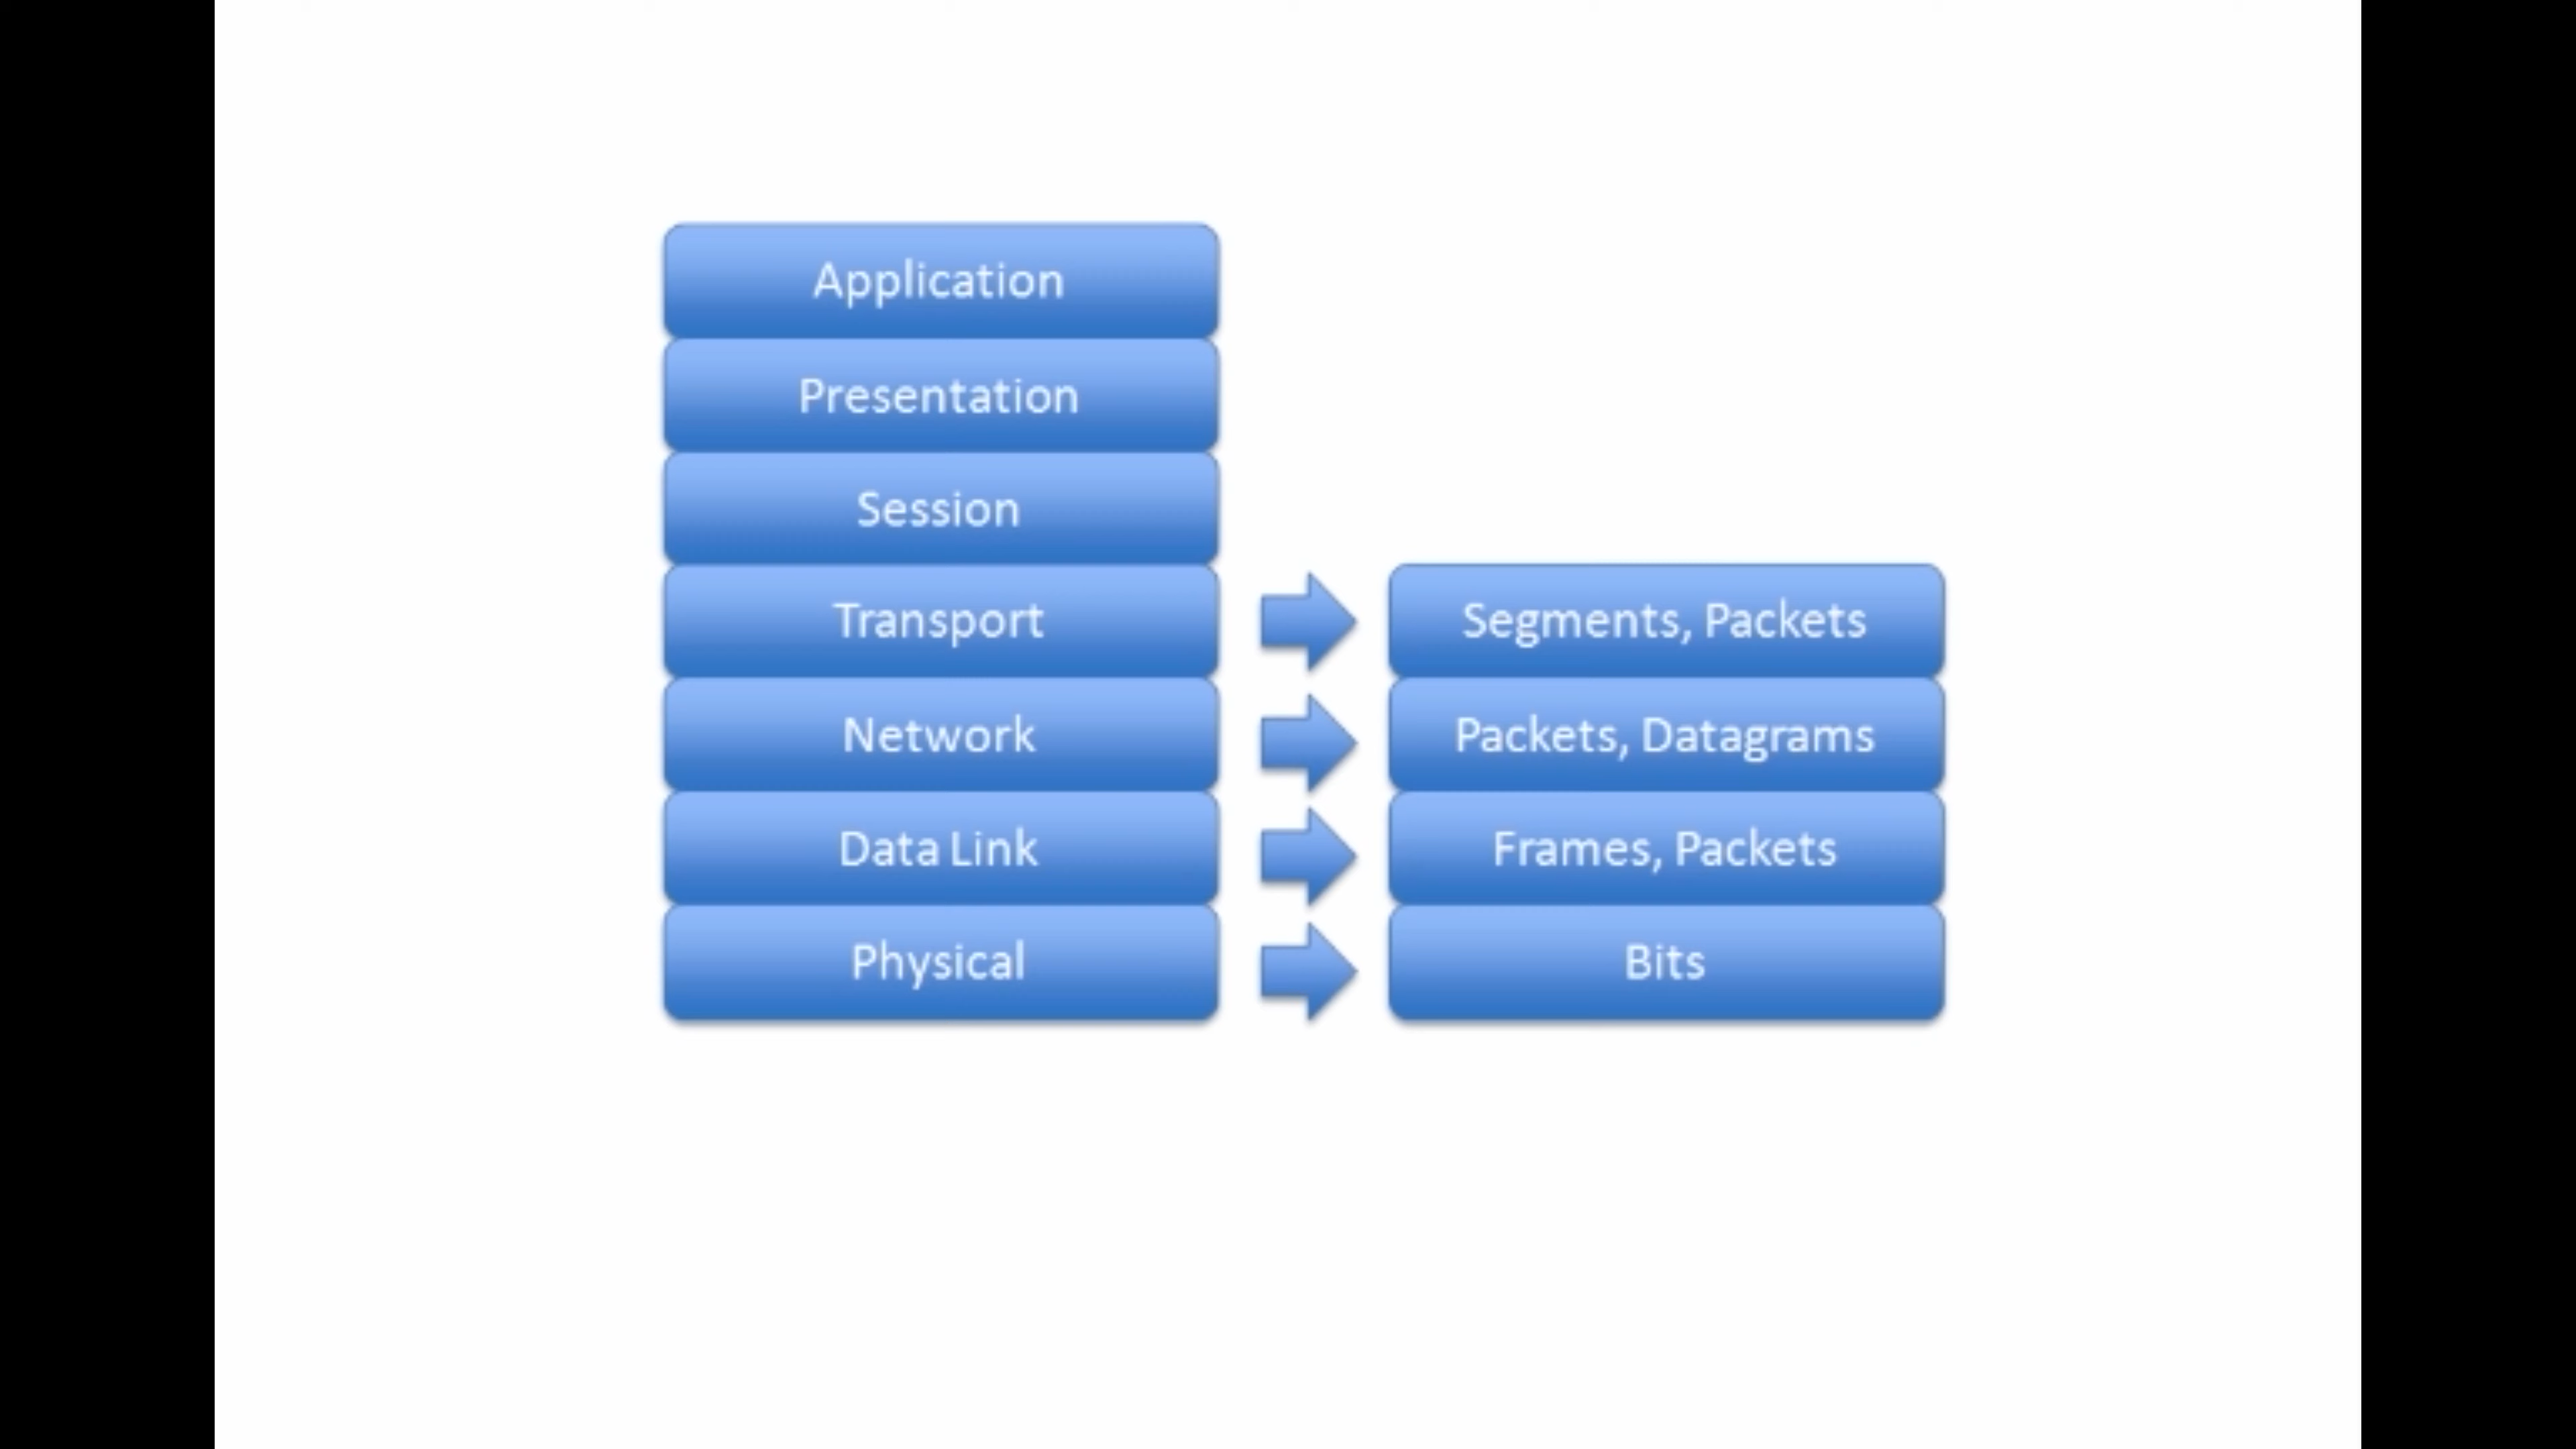 Application
Presentation
Session
Transport
Segments, Packets
Network
Packets, Datagrams
Data Link
Frames, Packets
Physical
Bits